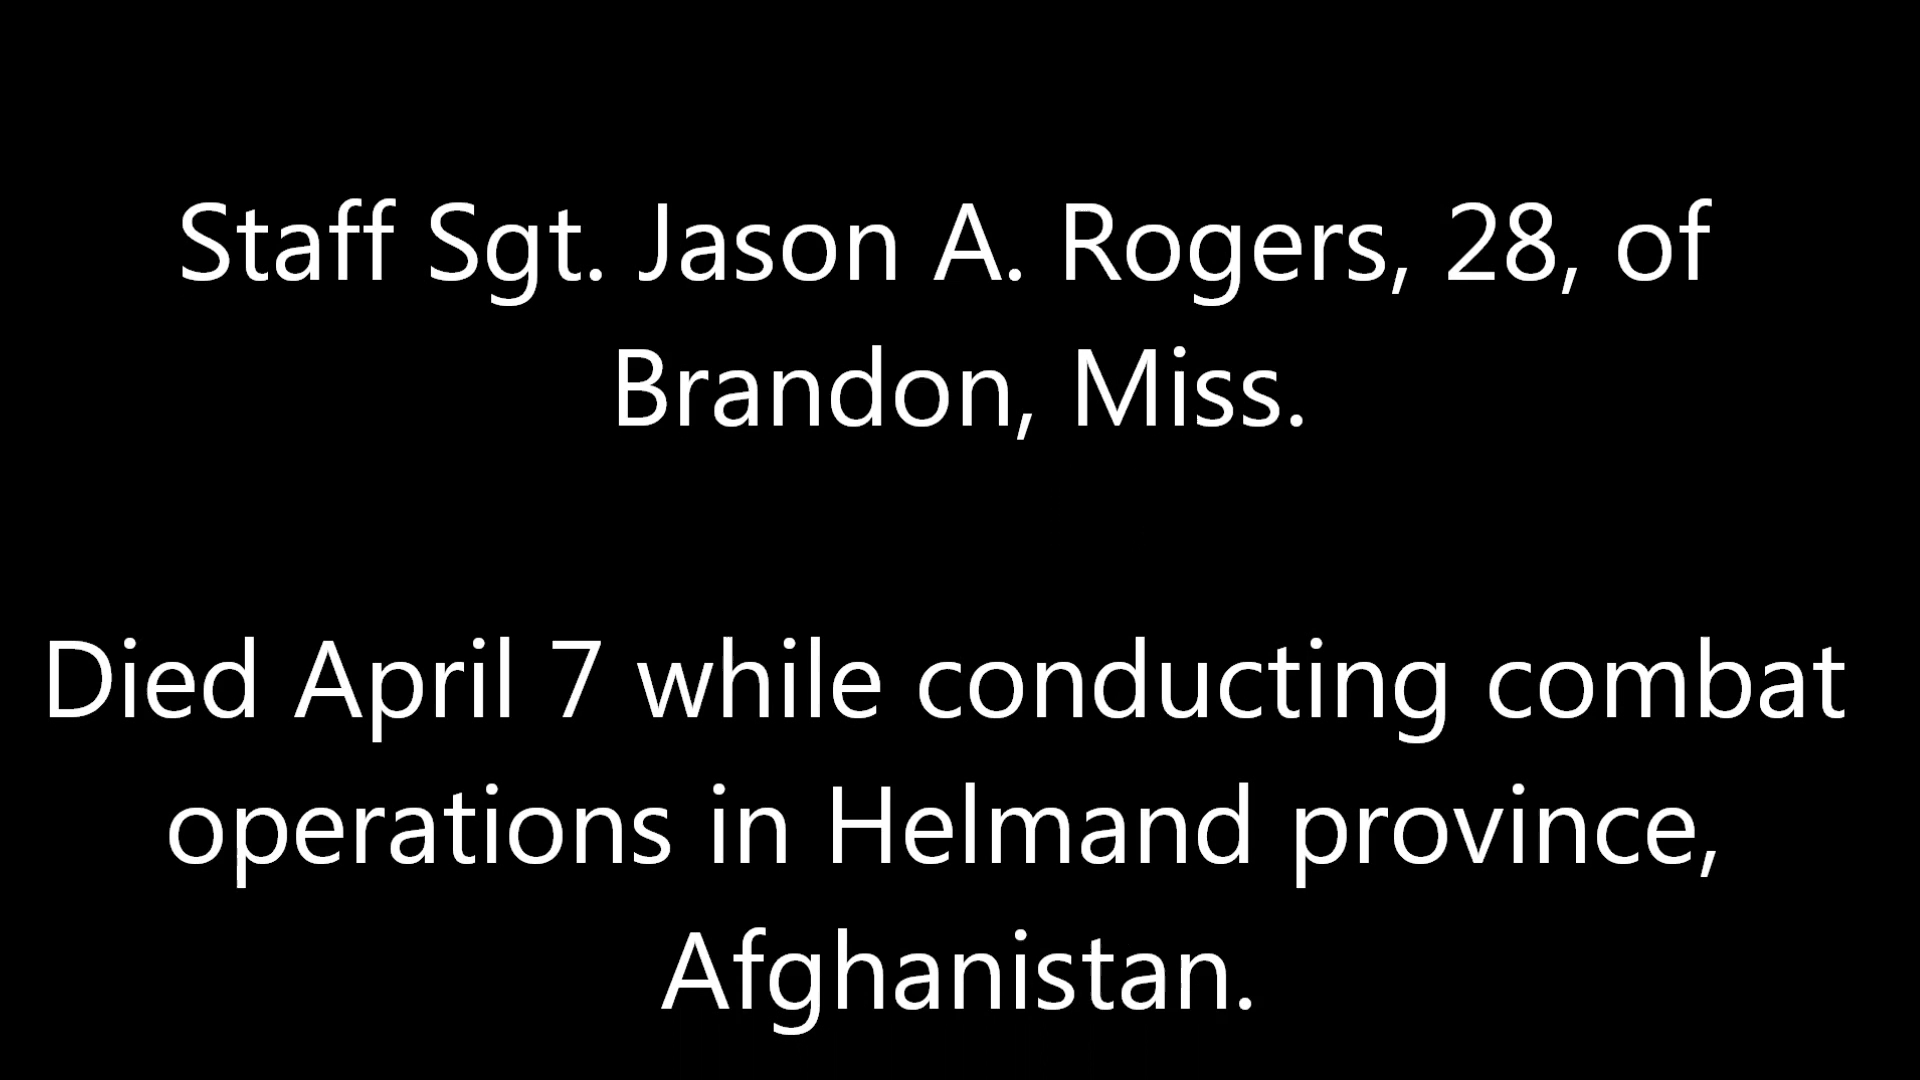 Staff Sgt. Jason A. Rogers, 28, of
Brandon, Miss.
Died April 7 while conducting combat
operations in Helmand province,
Afghanistan.